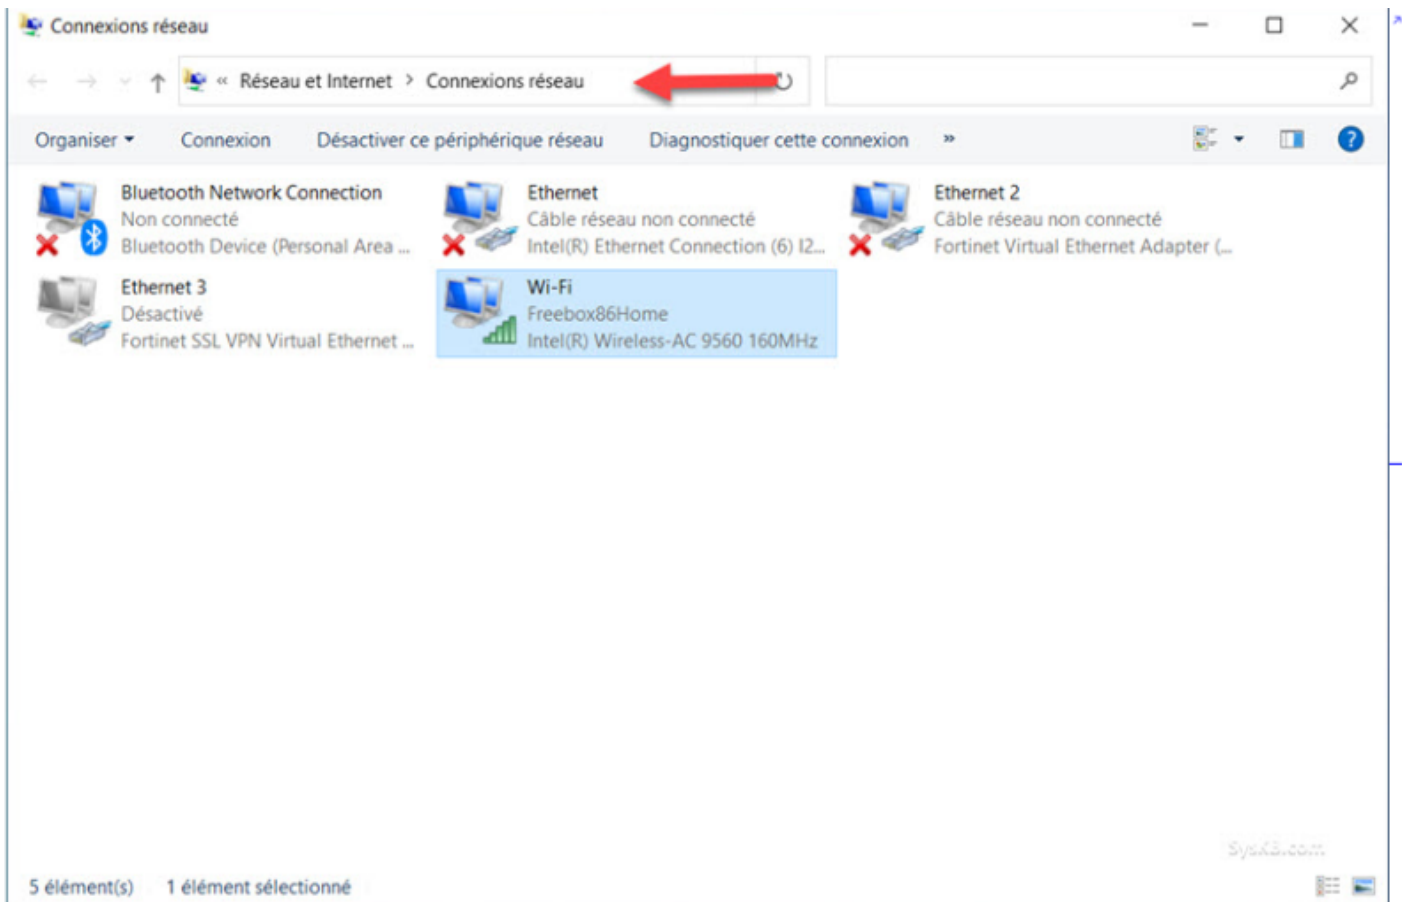 Connexions réseau
« Réseau et Internet > Connexions réseau
Organiser Connexion Désactiver ce périphérique réseau Diagnostiquer cette connexion »
Bluetooth Network Connection
Non connecté
Bluetooth Device (Personal Area ...
Ethernet
Câble réseau non connecté
Intel(R) Ethernet Connection (6) I2...
Ethernet 2
Câble réseau non connecté
Fortinet Virtual Ethernet Adapter (...
Ethernet 3
Désactivé
Fortinet SSL VPN Virtual Ethernet ...
Wi-Fi
Freebox86Home
Intel(R) Wireless-AC 9560 160MHz
SysKB.com
5 élément(s) 1 élément sélectionné